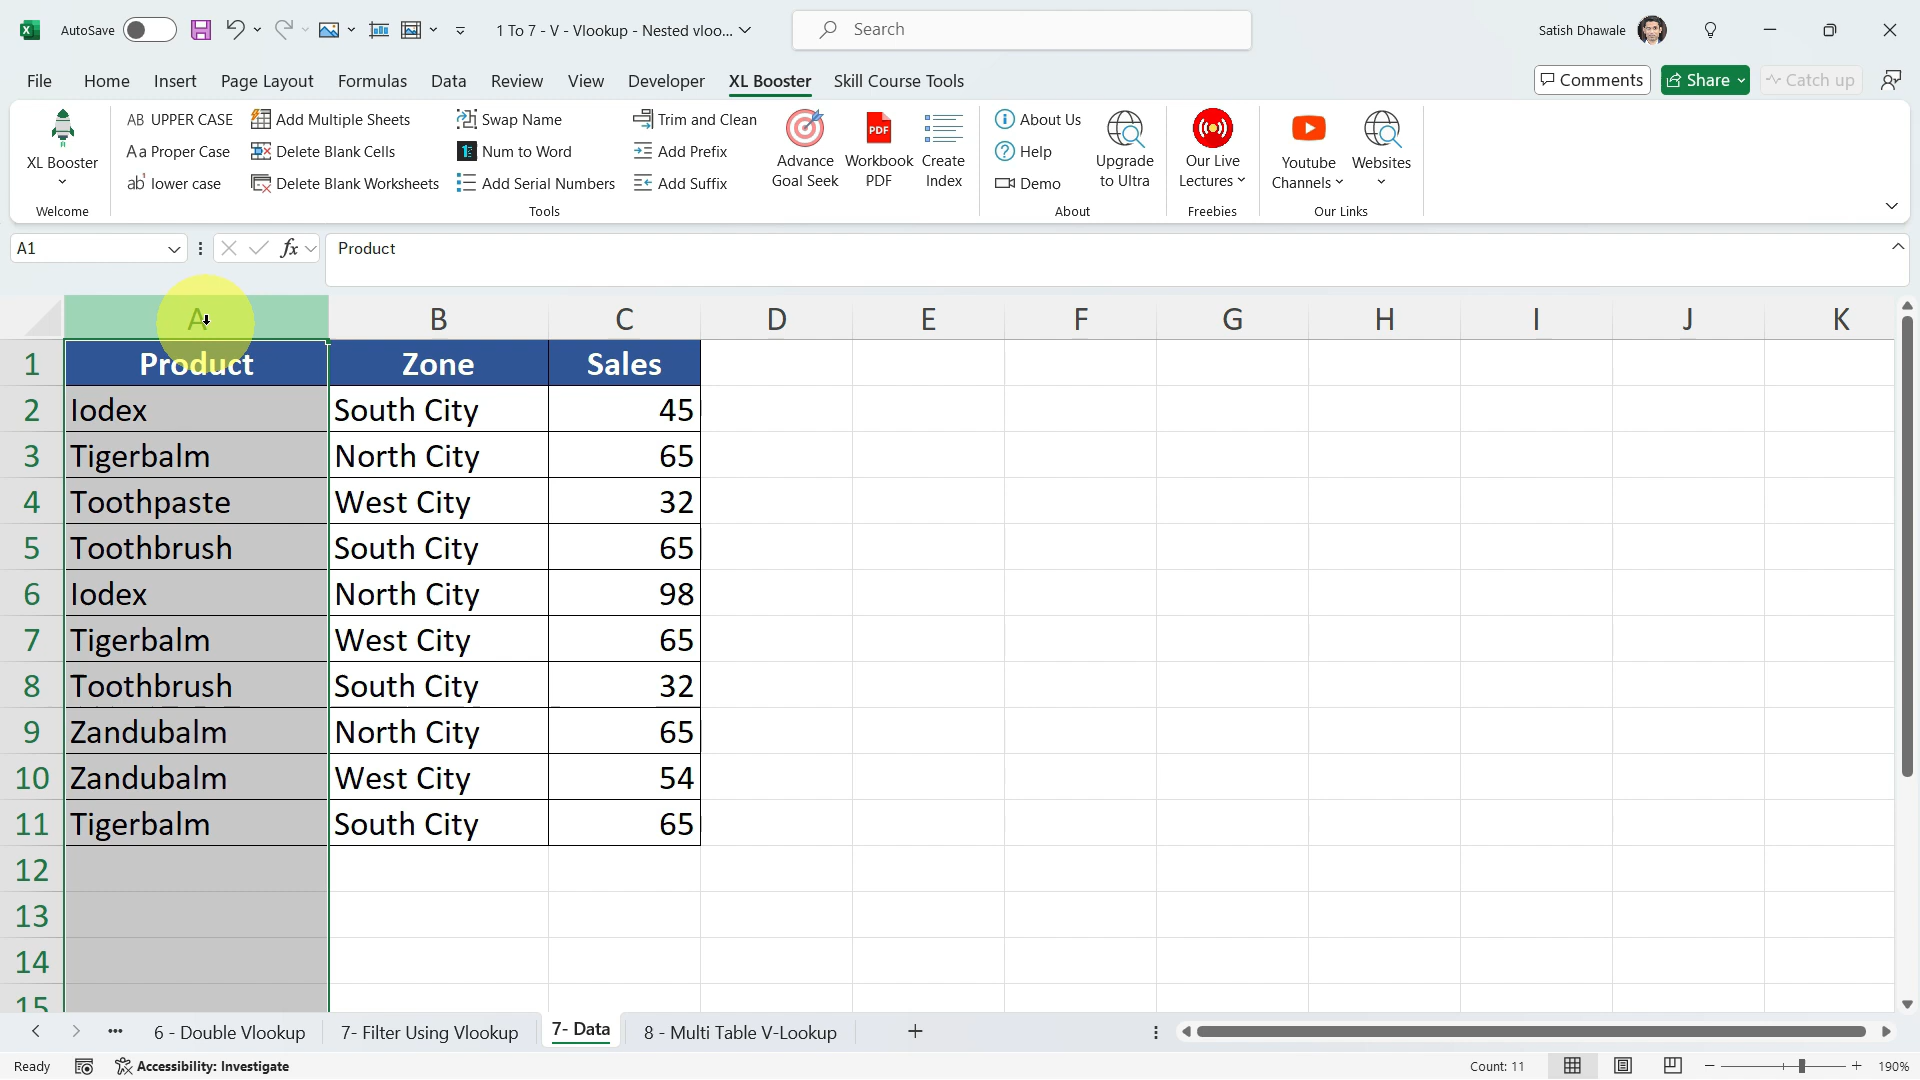 AutoSave 1 To 7 - V - Vlookup - Nested vloo... Search Satish Dhawale
File Home Insert Page Layout Formulas Data Review View Developer XL Booster Skill Course Tools Comments Share Catch up
XL Booster
Welcome
AB UPPER CASE
Aa Proper Case
ab lower case
Add Multiple Sheets
Delete Blank Cells
Delete Blank Worksheets
Swap Name
Num to Word
Add Serial Numbers
Trim and Clean
Add Prefix
Add Suffix
Advance
Goal Seek
PDF
Workbook
PDF
Create
Index
Tools
About Us
Help
Demo
Upgrade
to Ultra
About
Our Live
Lectures
Freebies
Youtube
Channels
Websites
Our Links
A1 fx Product
A B C D E F G H I J K
1 Product Zone Sales
2 Iodex South City 45
3 Tigerbalm North City 65
4 Toothpaste West City 32
5 Toothbrush South City 65
6 Iodex North City 98
7 Tigerbalm West City 65
8 Toothbrush South City 32
9 Zandubalm North City 65
10 Zandubalm West City 54
11 Tigerbalm South City 65
12
13
14
15
6 - Double Vlookup 7- Filter Using Vlookup 7- Data 8 - Multi Table V-Lookup
Ready Accessibility: Investigate Count: 11 190%